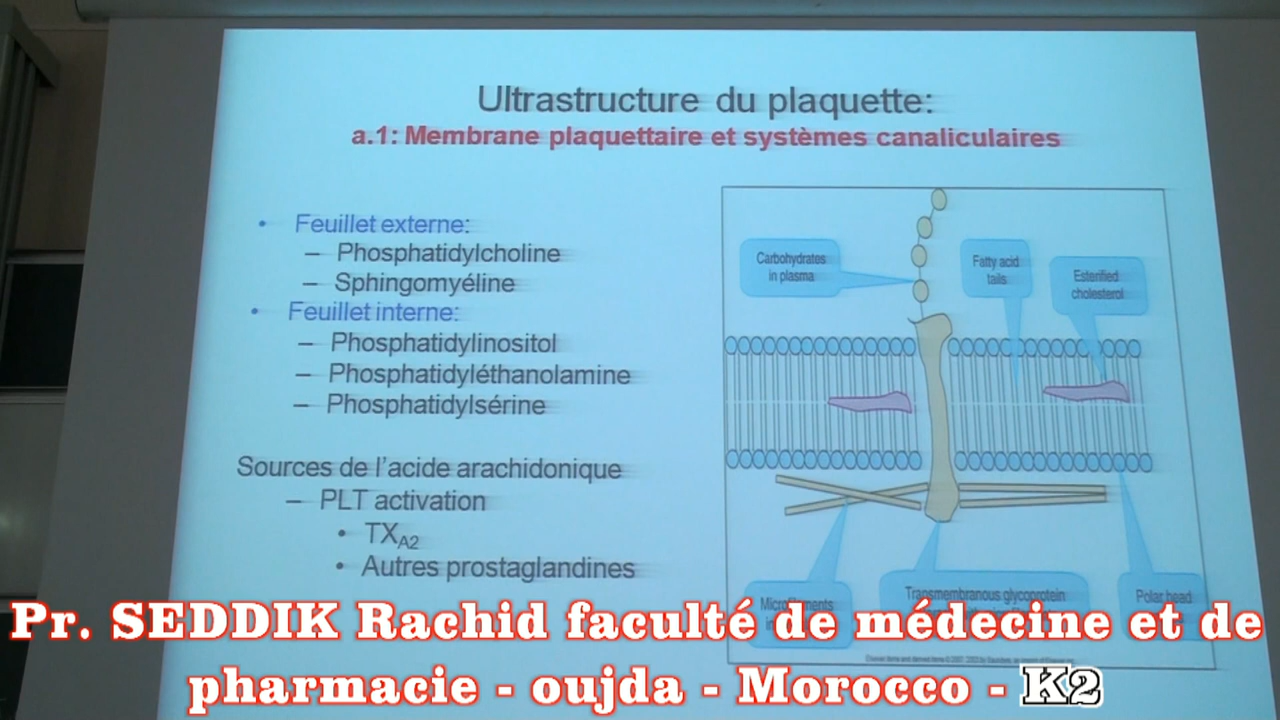 Ultrastructure du plaquette:
a.1: Membrane plaquettaire et systèmes canaliculaires
• Feuillet externe:
– Phosphatidylcholine
– Sphingomyéline
• Feuillet interne:
– Phosphatidylinositol
– Phosphatidyléthanolamine
– Phosphatidylsérine
Sources de l'acide arachidonique
– PLT activation
• TXA2
• Autres prostaglandines
Carbohydrates
in plasma
Fatty acid
tails
Esterified
cholesterol
Microfilaments
Transmembranous glycoprotein
Polar head
Pr. SEDDIK Rachid faculté de médecine et de
pharmacie - oujda - Morocco - K2